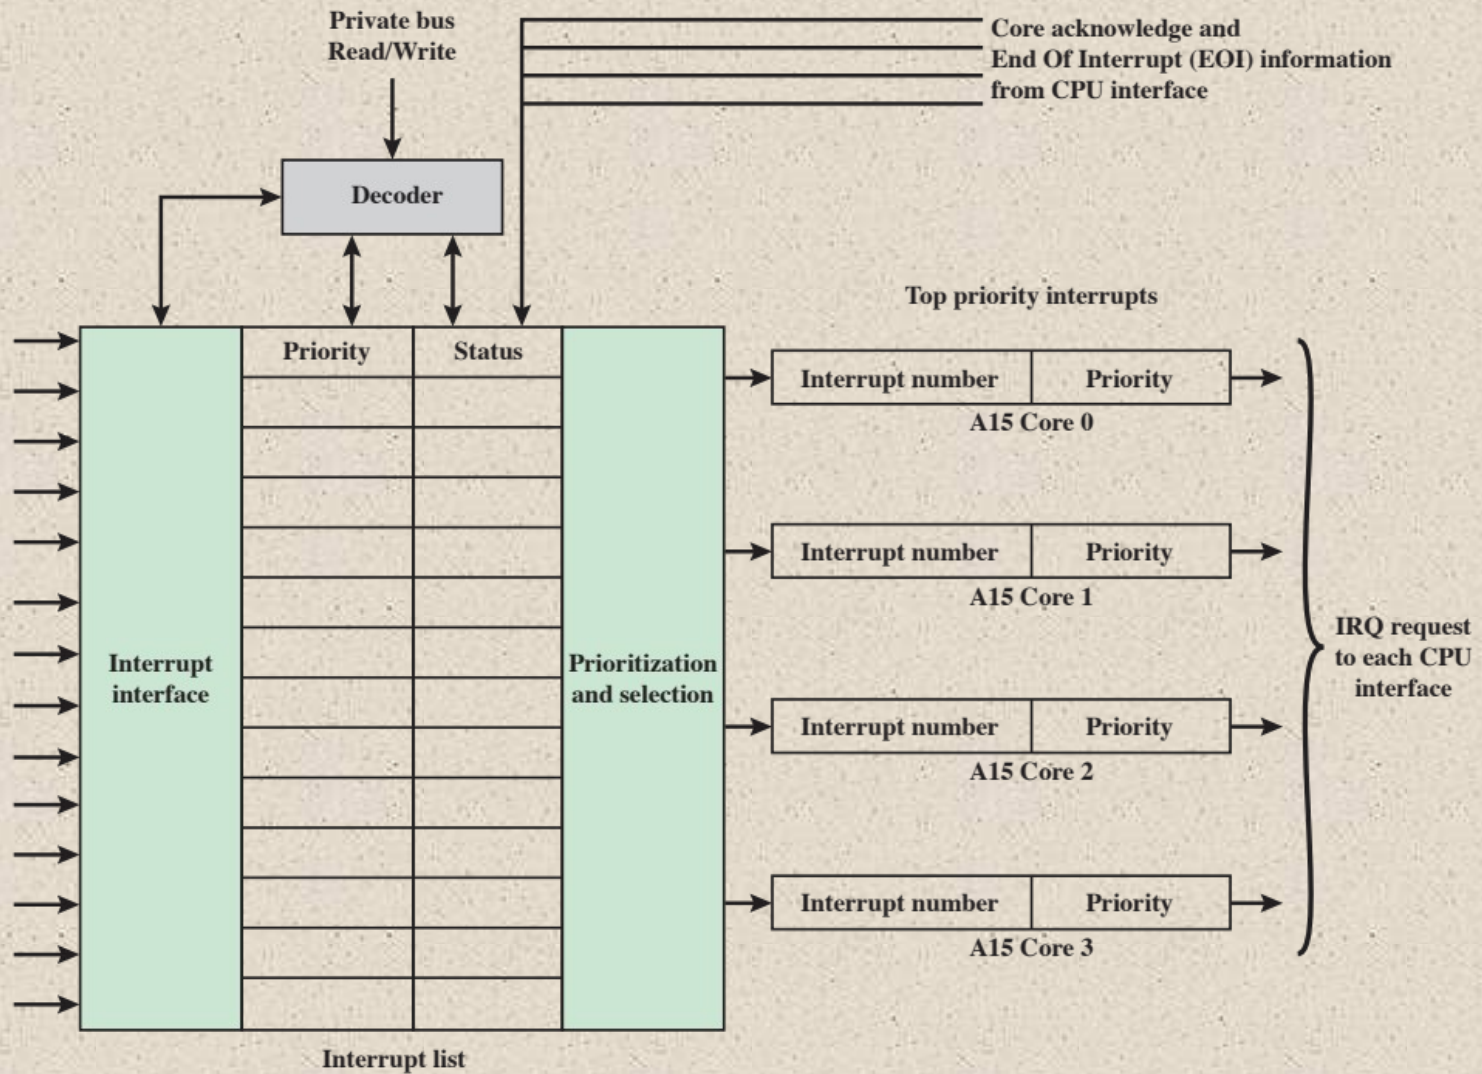 Private bus
Read/Write
Core acknowledge and
End Of Interrupt (EOI) information
from CPU interface
Decoder
Top priority interrupts
Priority
Status
Interrupt number
Priority
A15 Core 0
Interrupt number
Priority
A15 Core 1
Interrupt
interface
Prioritization
and selection
IRQ request
to each CPU
interface
Interrupt number
Priority
A15 Core 2
Interrupt number
Priority
A15 Core 3
Interrupt list